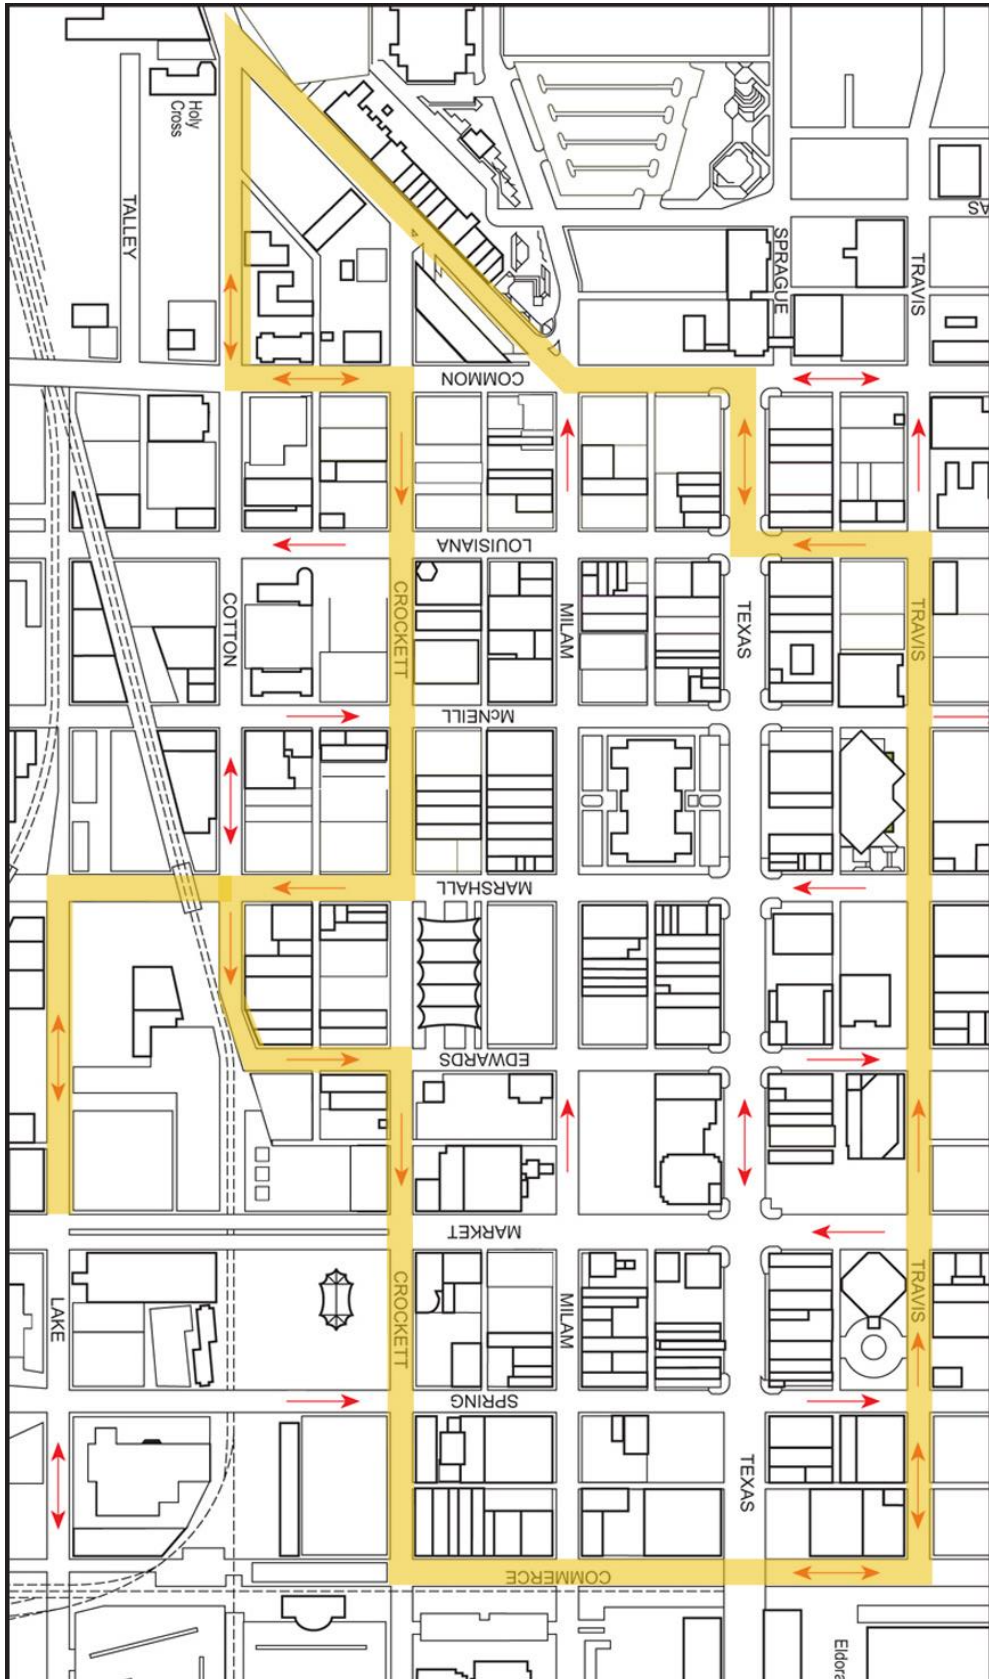 Holy
Cross
TALLEY
SPRAGUE
TRAVIS
AS
COMMON
LOUISIANA
COTTON
CROCKETT
MILAM
TEXAS
TRAVIS
McNEILL
MARSHALL
EDWARDS
MARKET
LAKE
CROCKETT
MILAM
TRAVIS
SPRING
TEXAS
COMMERCE
Eldora